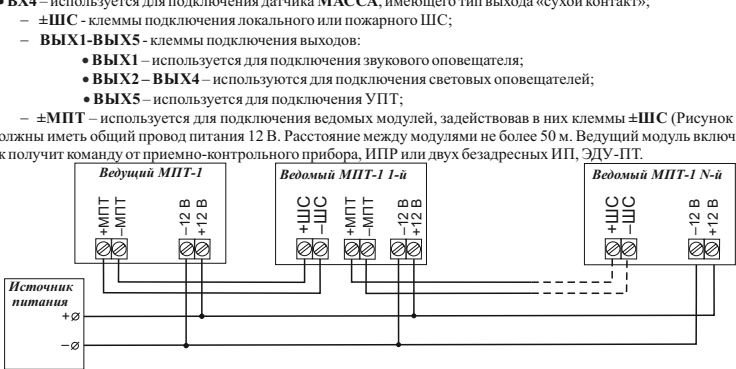 • ВХ4 – используется для подключения датчика МАССА, имеющего тип выхода «сухой контакт»;
– ±ШС - клеммы подключения локального или пожарного ШС;
– ВЫХ1-ВЫХ5 - клеммы подключения выходов:
• ВЫХ1 – используется для подключения звукового оповещателя;
• ВЫХ2 – ВЫХ4 – используются для подключения световых оповещателей;
• ВЫХ5 – используется для подключения УПТ;
– ±МПТ – используется для подключения ведомых модулей, задействовав в них клеммы ±ШС (Рисунок
олжны иметь общий провод питания 12 В. Расстояние между модулями не более 50 м. Ведущий модуль включ
к получит команду от приемно-контрольного прибора, ИПР или двух безадресных ИП, ЭДУ-ПТ.
Ведущий МПТ-1
+МПТ
–МПТ
–12 В
+12 В
Ведомый МПТ-1 1-й
+ШС
–ШС
+МПТ
–МПТ
–12 В
+12 В
Ведомый МПТ-1 N-й
+ШС
–ШС
–12 В
+12 В
Источник
питания
+
–